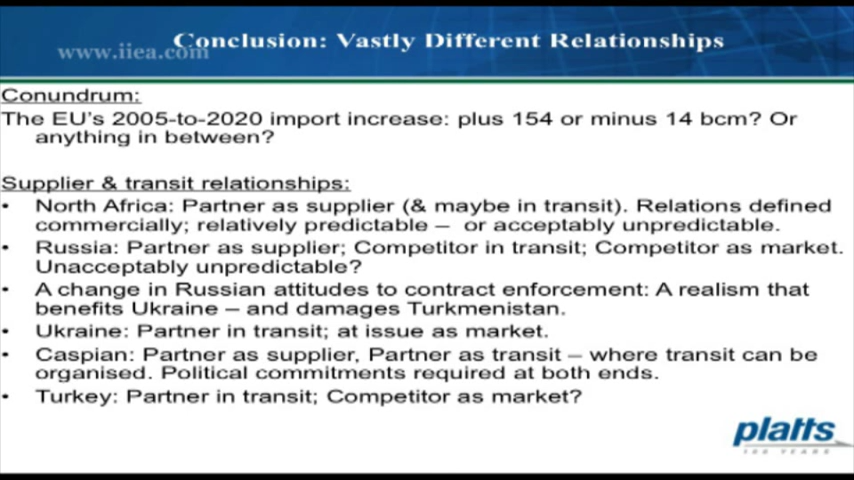 Conclusion: Vastly Different Relationships
www.iiea.com
Conundrum:
The EU's 2005-to-2020 import increase: plus 154 or minus 14 bcm? Or
anything in between?
Supplier & transit relationships:
• North Africa: Partner as supplier (& maybe in transit). Relations defined
commercially; relatively predictable – or acceptably unpredictable.
• Russia: Partner as supplier; Competitor in transit; Competitor as market.
Unacceptably unpredictable?
• A change in Russian attitudes to contract enforcement: A realism that
benefits Ukraine – and damages Turkmenistan.
• Ukraine: Partner in transit; at issue as market.
• Caspian: Partner as supplier, Partner as transit – where transit can be
organised. Political commitments required at both ends.
• Turkey: Partner in transit; Competitor as market?
platts
100 YEARS